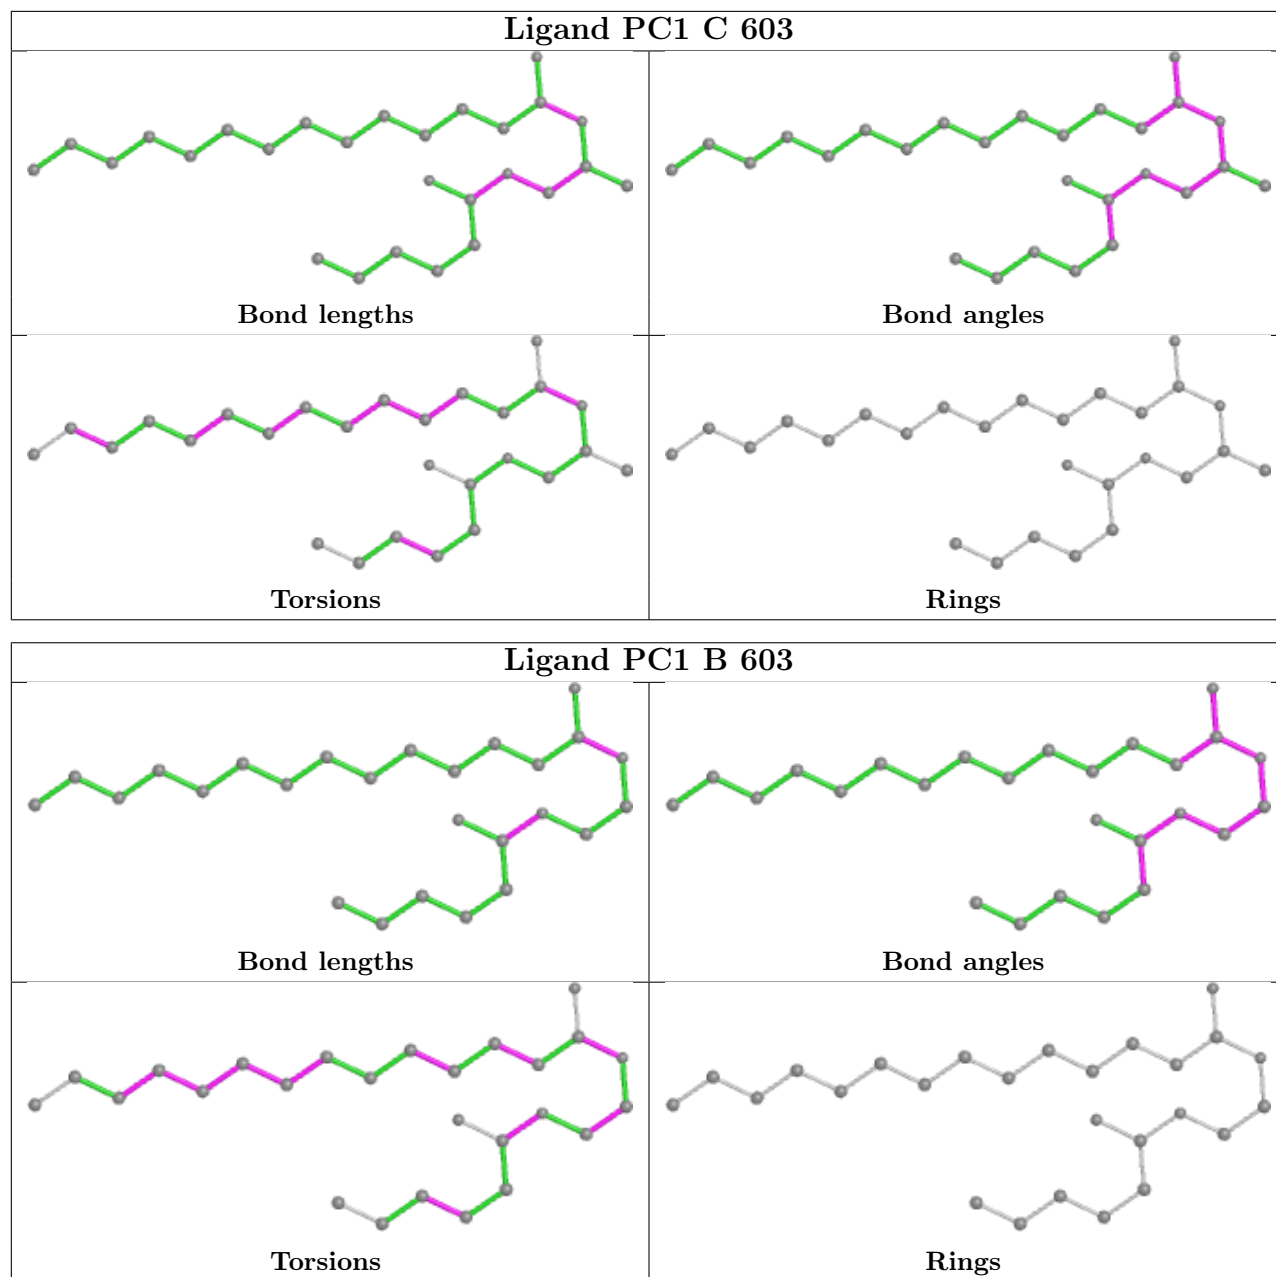 Ligand PC1 C 603
Bond lengths
Bond angles
Torsions
Rings
Ligand PC1 B 603
Bond lengths
Bond angles
Torsions
Rings